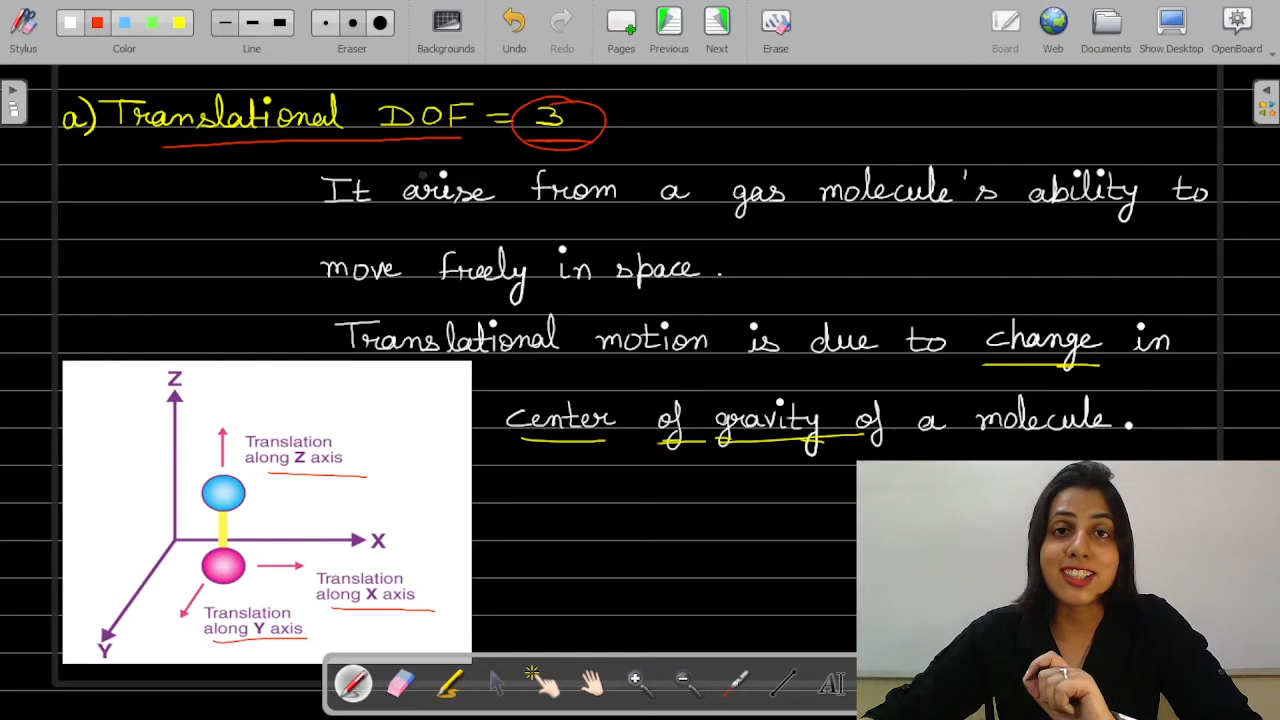 Stylus
Color
Line
Eraser
Backgrounds
Undo
Redo
Pages
Previous
Next
Erase
Board
Web
Documents
Show Desktop
OpenBoard
a) Translational DOF = 3
It arise from a gas molecule's ability to
move freely in space.
Translational motion is due to change in
center of gravity of a molecule.
Z
Translation
along Z axis
X
Translation
along X axis
Translation
along Y axis
Y
AI